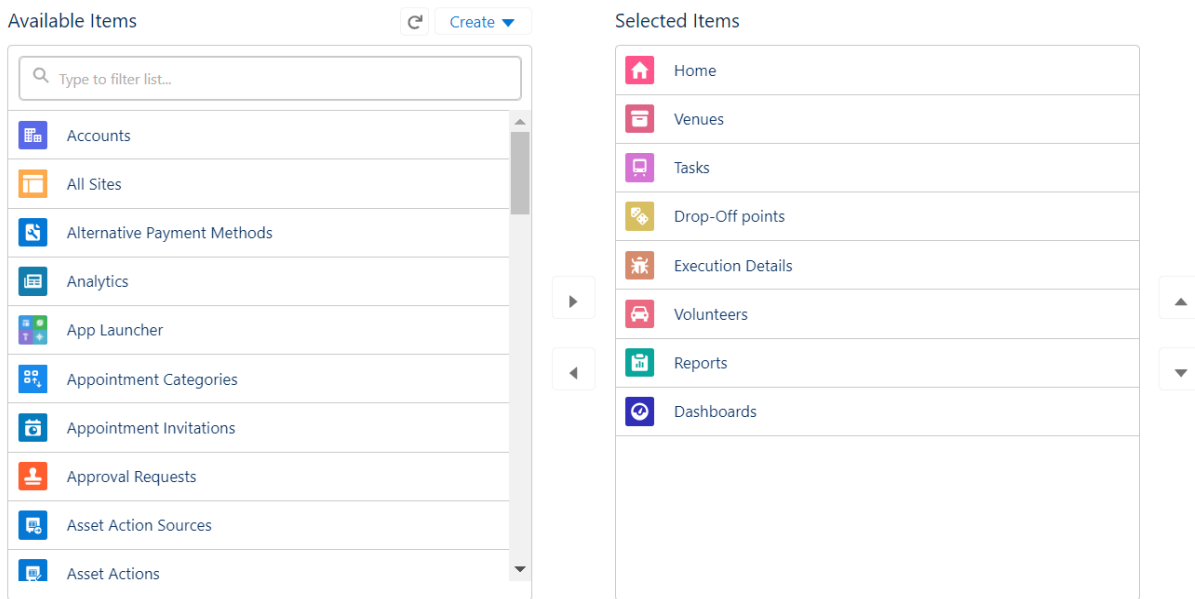 Available Items
Create
Type to filter list...
Accounts
All Sites
Alternative Payment Methods
Analytics
App Launcher
Appointment Categories
Appointment Invitations
Approval Requests
Asset Action Sources
Asset Actions
Selected Items
Home
Venues
Tasks
Drop-Off points
Execution Details
Volunteers
Reports
Dashboards